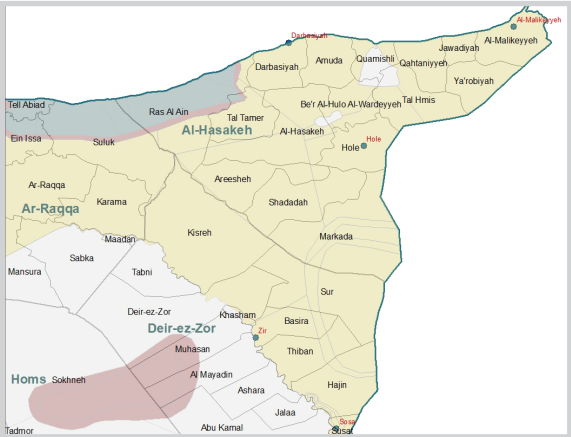 Al-Malikeyyeh
Darbasiyah
Al-Malikeyyeh
Jawadiyah
Amuda
Quamishli
Qahtaniyyeh
Darbasiyah
Ya'robiyah
Tell Abiad
Ras Al Ain
Be'r Al-Hulo Al-Wardeyyeh
Tal Hmis
Tal Tamer
Al-Hasakeh
Al-Hasakeh
Ein Issa
Suluk
Hole
Hole
Areesheh
Ar-Raqqa
Karama
Shadadah
Ar-Raqqa
Kisreh
Markada
Maadan
Sabka
Mansura
Tabni
Sur
Deir-ez-Zor
Khasham
Basira
Deir-ez-Zor
Zir
Muhasan
Thiban
Homs
Sokhneh
Al Mayadin
Hajin
Ashara
Jalaa
Sosa
Abu Kamal
Susat
Tadmor